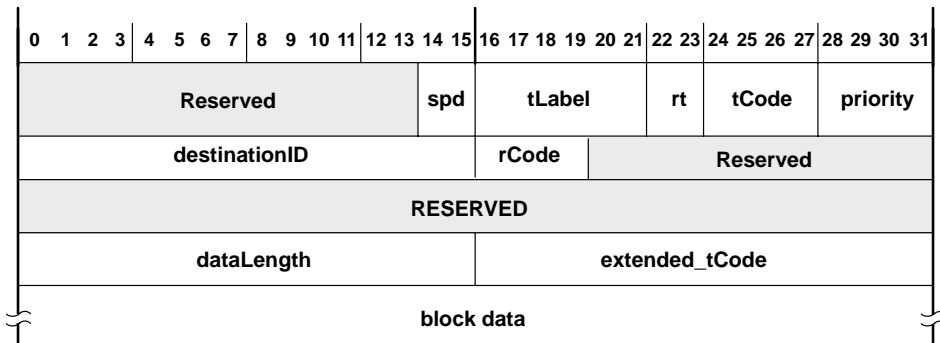 0 1 2 3 4 5 6 7 8 9 10 11 12 13 14 15 16 17 18 19 20 21 22 23 24 25 26 27 28 29 30 31
Reserved spd tLabel rt tCode priority
destinationID rCode Reserved
RESERVED
dataLength extended_tCode
block data